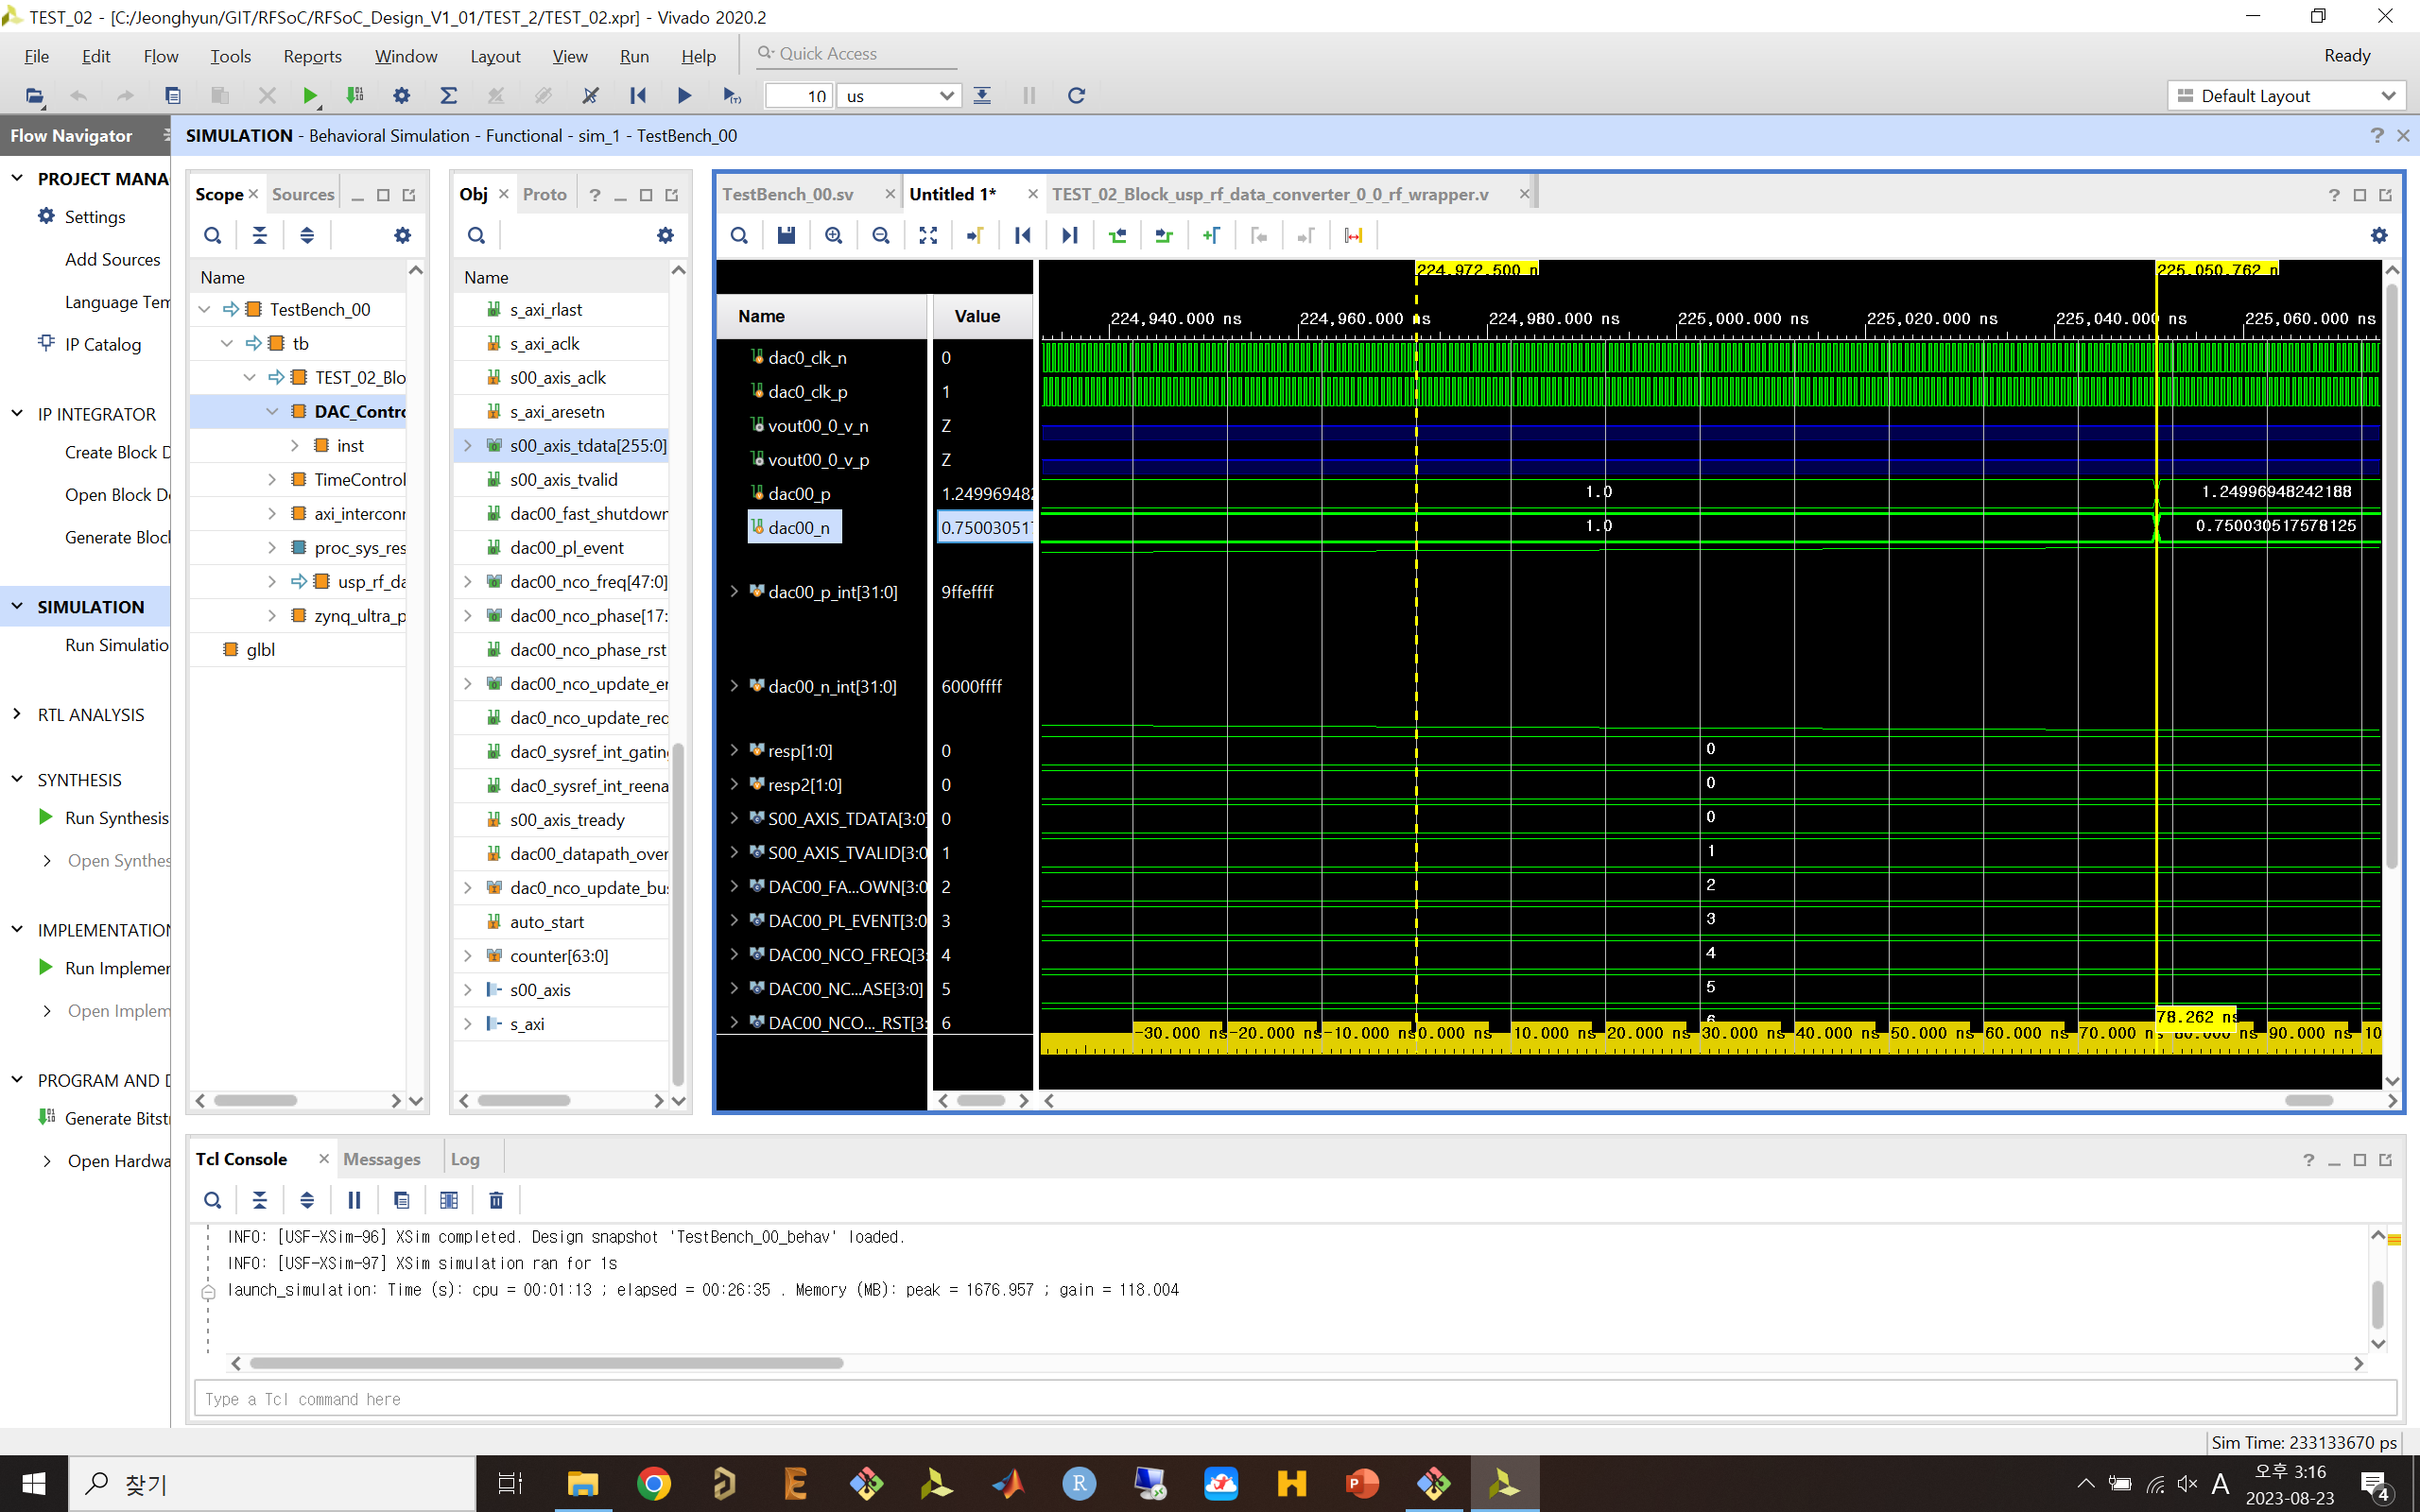 TEST_02 - [C:/Jeonghyun/GIT/RFSoC/RFSoC_Design_V1_01/TEST_2/TEST_02.xpr] - Vivado 2020.2
File Edit Flow Tools Reports Window Layout View Run Help Quick Access Ready
10 us Default Layout
Flow Navigator
SIMULATION - Behavioral Simulation - Functional - sim_1 - TestBench_00
PROJECT MANA
Settings
Add Sources
Language Tem
IP Catalog
IP INTEGRATOR
Create Block D
Open Block De
Generate Block
SIMULATION
Run Simulatio
RTL ANALYSIS
SYNTHESIS
Run Synthesis
Open Synthes
IMPLEMENTATION
Run Implemen
Open Implem
PROGRAM AND D
Generate Bitstr
Open Hardwa
Scope Sources
Name
TestBench_00
tb
TEST_02_Blo
DAC_Contro
inst
TimeControl
axi_interconn
proc_sys_res
usp_rf_da
zynq_ultra_p
glbl
Obj Proto
Name
s_axi_rlast
s_axi_aclk
s00_axis_aclk
s_axi_aresetn
s00_axis_tdata[255:0]
s00_axis_tvalid
dac00_fast_shutdown
dac00_pl_event
dac00_nco_freq[47:0]
dac00_nco_phase[17:
dac00_nco_phase_rst
dac00_nco_update_en
dac0_nco_update_req
dac0_sysref_int_gating
dac0_sysref_int_reena
s00_axis_tready
dac00_datapath_over
dac0_nco_update_bus
auto_start
counter[63:0]
s00_axis
s_axi
TestBench_00.sv Untitled 1* TEST_02_Block_usp_rf_data_converter_0_0_rf_wrapper.v
224,972.500 n 225,050.762 n
Name Value 224,940.000 ns 224,960.000 ns 224,980.000 ns 225,000.000 ns 225,020.000 ns 225,040.000 ns 225,060.000 ns
dac0_clk_n 0
dac0_clk_p 1
vout00_0_v_n Z
vout00_0_v_p Z
dac00_p 1.249969482 1.0 1.24996948242188
dac00_n 0.750030517 1.0 0.750030517578125
dac00_p_int[31:0] 9ffeffff
dac00_n_int[31:0] 6000ffff
resp[1:0] 0 0
resp2[1:0] 0 0
S00_AXIS_TDATA[3:0] 0 0
S00_AXIS_TVALID[3:0 1 1
DAC00_FA...OWN[3:0 2 2
DAC00_PL_EVENT[3:0 3 3
DAC00_NCO_FREQ[3: 4 4
DAC00_NC...ASE[3:0] 5 5
DAC00_NCO..._RST[3: 6 6
78.262 ns
-30.000 ns -20.000 ns -10.000 ns 0.000 ns 10.000 ns 20.000 ns 30.000 ns 40.000 ns 50.000 ns 60.000 ns 70.000 n 80.000 ns 90.000 ns 10
Tcl Console Messages Log
INFO: [USF-XSim-96] XSim completed. Design snapshot 'TestBench_00_behav' loaded.
INFO: [USF-XSim-97] XSim simulation ran for 1s
launch_simulation: Time (s): cpu = 00:01:13 ; elapsed = 00:26:35 . Memory (MB): peak = 1676.957 ; gain = 118.004
Type a Tcl command here
Sim Time: 233133670 ps
찾기
A 오후 3:16
2023-08-23
4